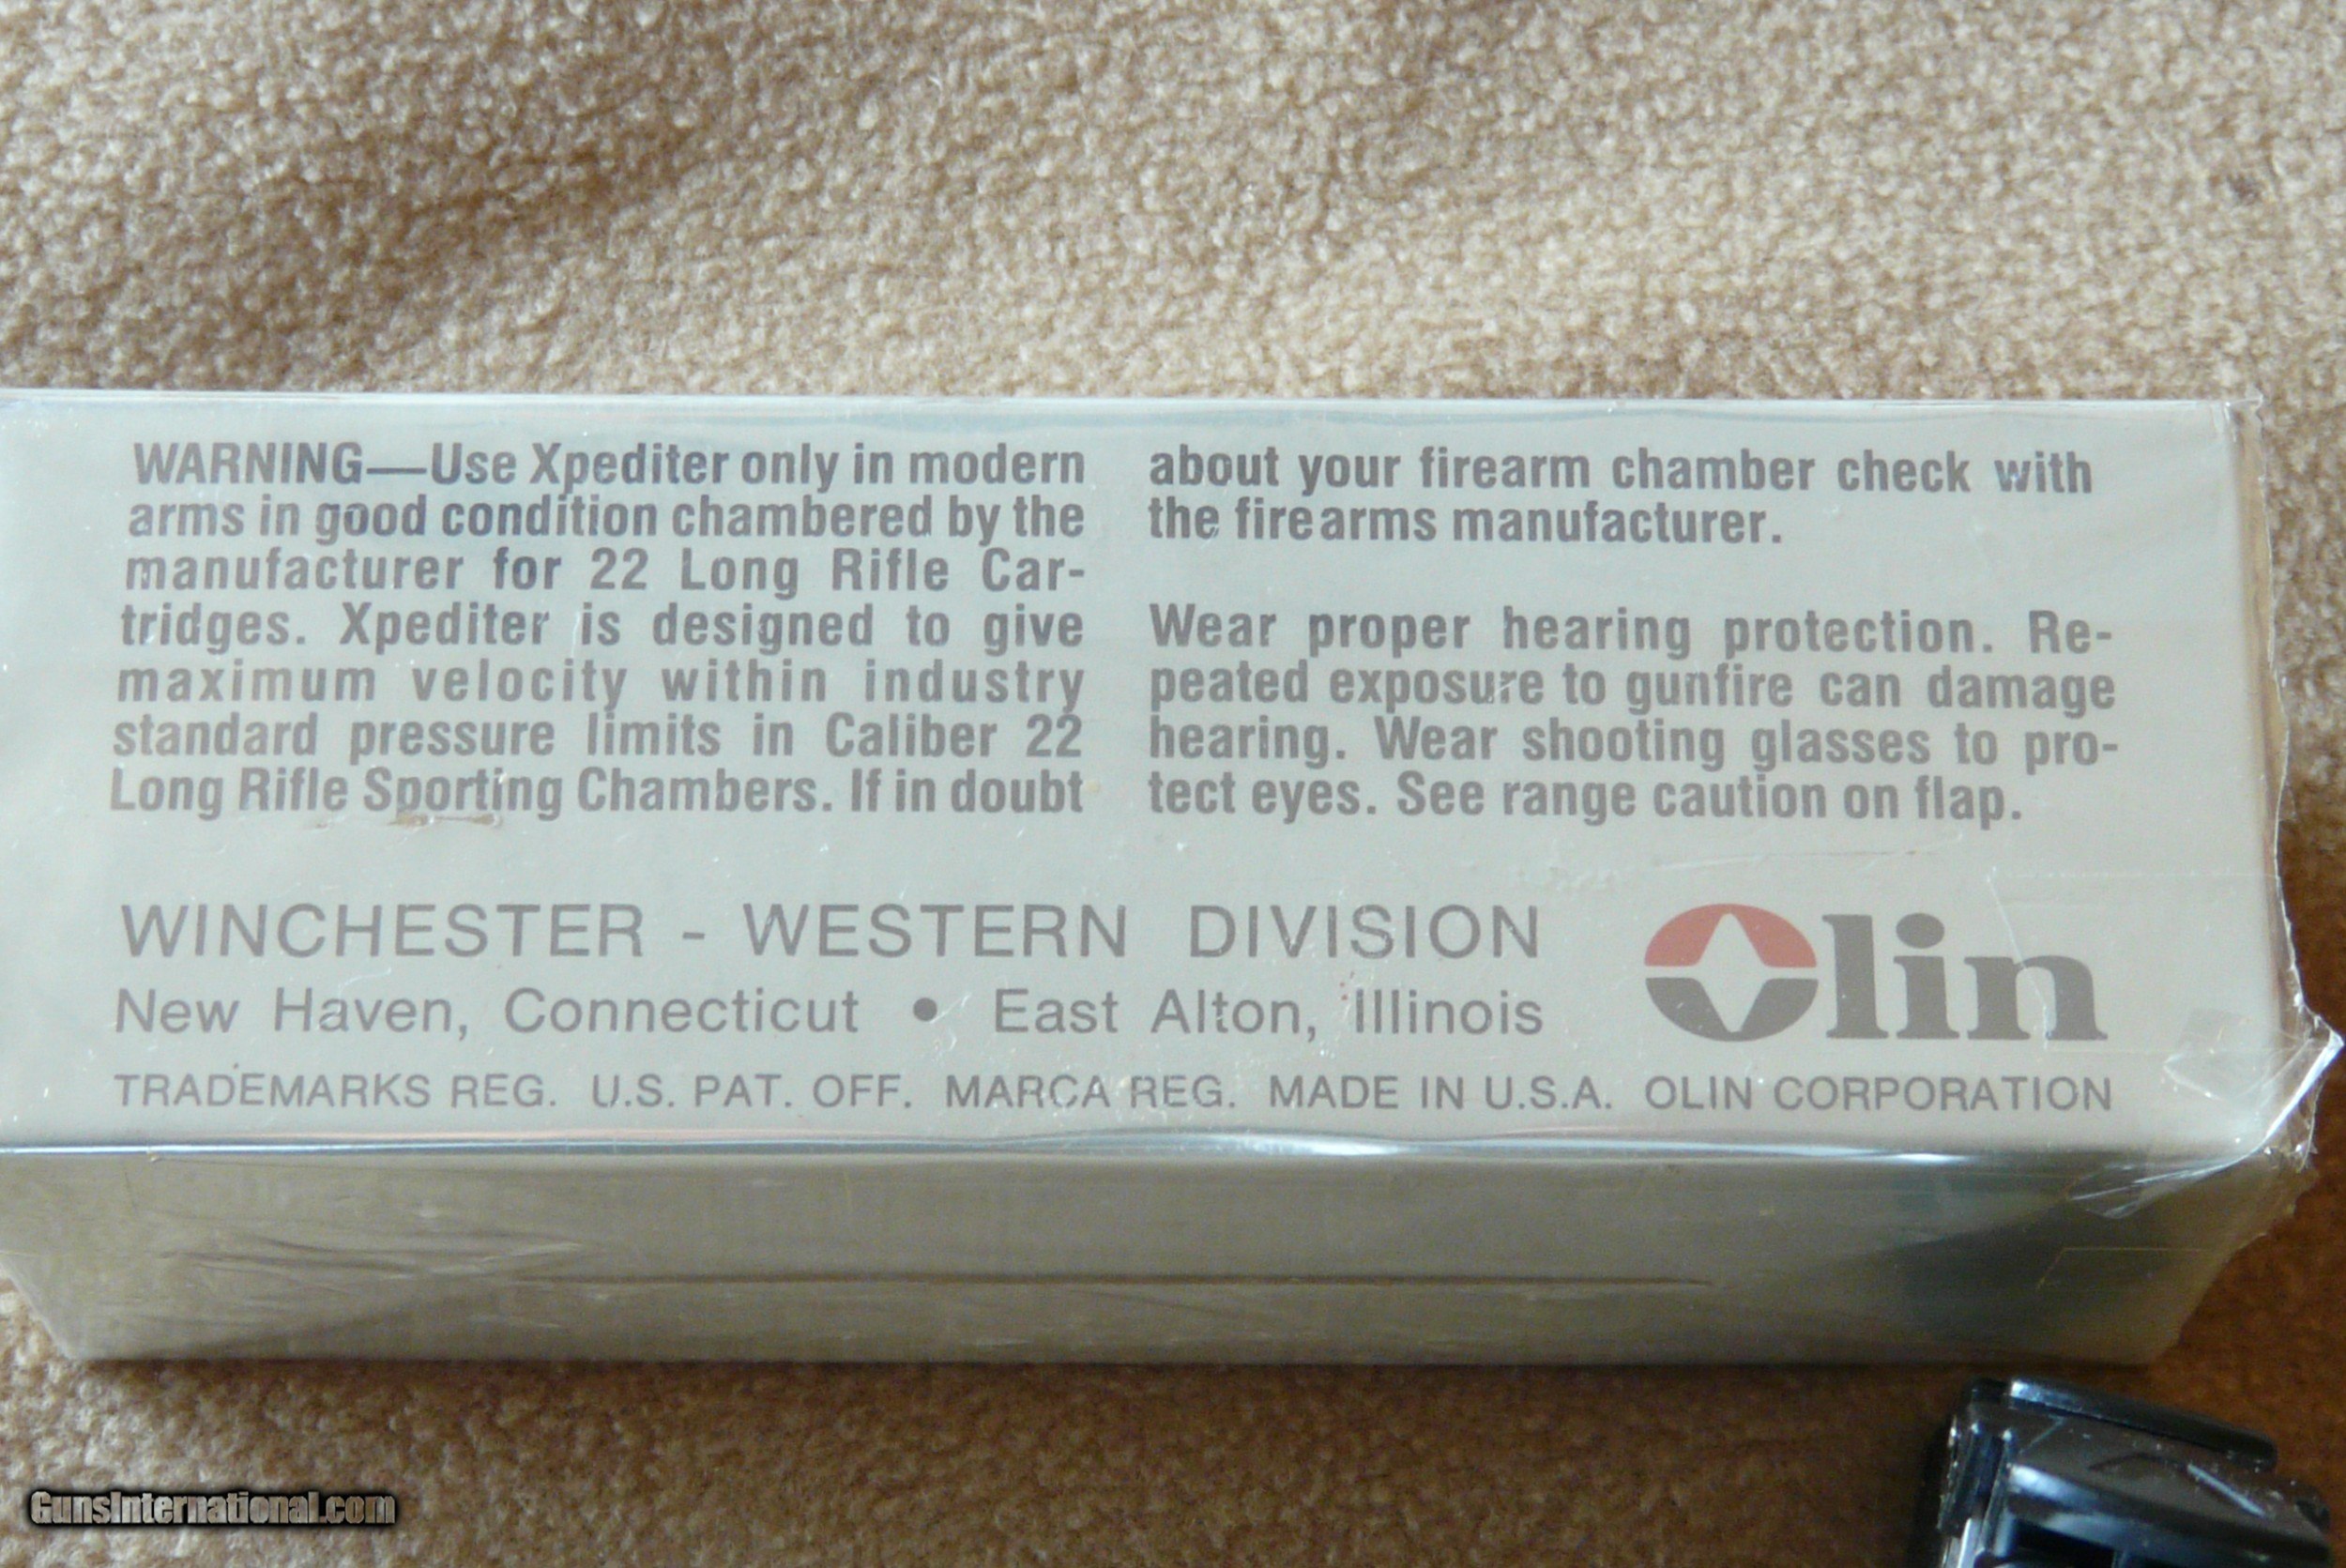 WARNING—Use Xpediter only in modern
arms in good condition chambered by the
manufacturer for 22 Long Rifle Car-
tridges. Xpediter is designed to give
maximum velocity within industry
standard pressure limits in Caliber 22
Long Rifle Sporting Chambers. If in doubt
about your firearm chamber check with
the firearms manufacturer.
Wear proper hearing protection. Re-
peated exposure to gunfire can damage
hearing. Wear shooting glasses to pro-
tect eyes. See range caution on flap.
WINCHESTER - WESTERN DIVISION
New Haven, Connecticut • East Alton, Illinois
Olin
TRADEMARKS REG. U.S. PAT. OFF. MARCA REG. MADE IN U.S.A. OLIN CORPORATION
GunsInternational.com